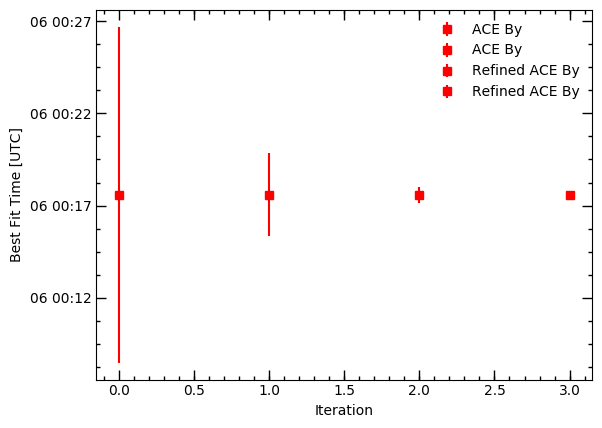 06 00:27
06 00:22
06 00:17
06 00:12
Best Fit Time [UTC]
ACE By
ACE By
Refined ACE By
Refined ACE By
0.0 0.5 1.0 1.5 2.0 2.5 3.0
Iteration